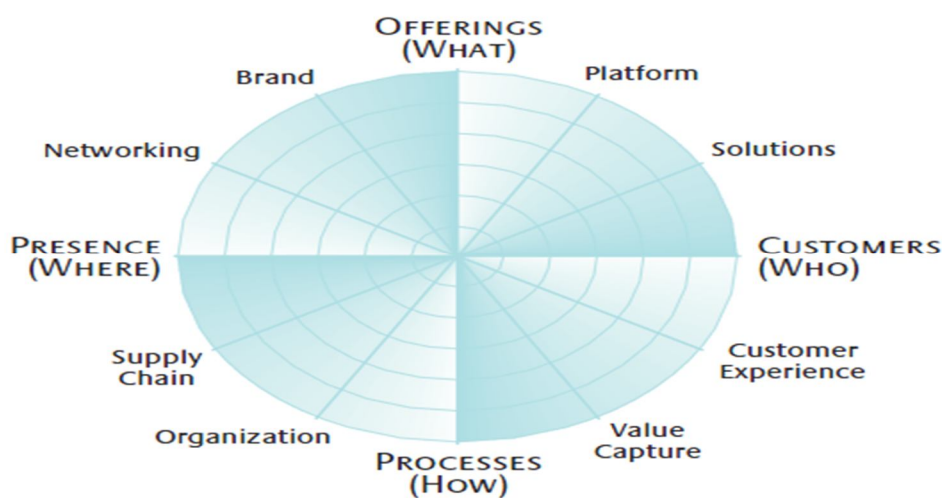 OFFERINGS
(WHAT)
Brand
Platform
Networking
Solutions
PRESENCE
(WHERE)
CUSTOMERS
(WHO)
Supply
Chain
Customer
Experience
Organization
Value
Capture
PROCESSES
(HOW)